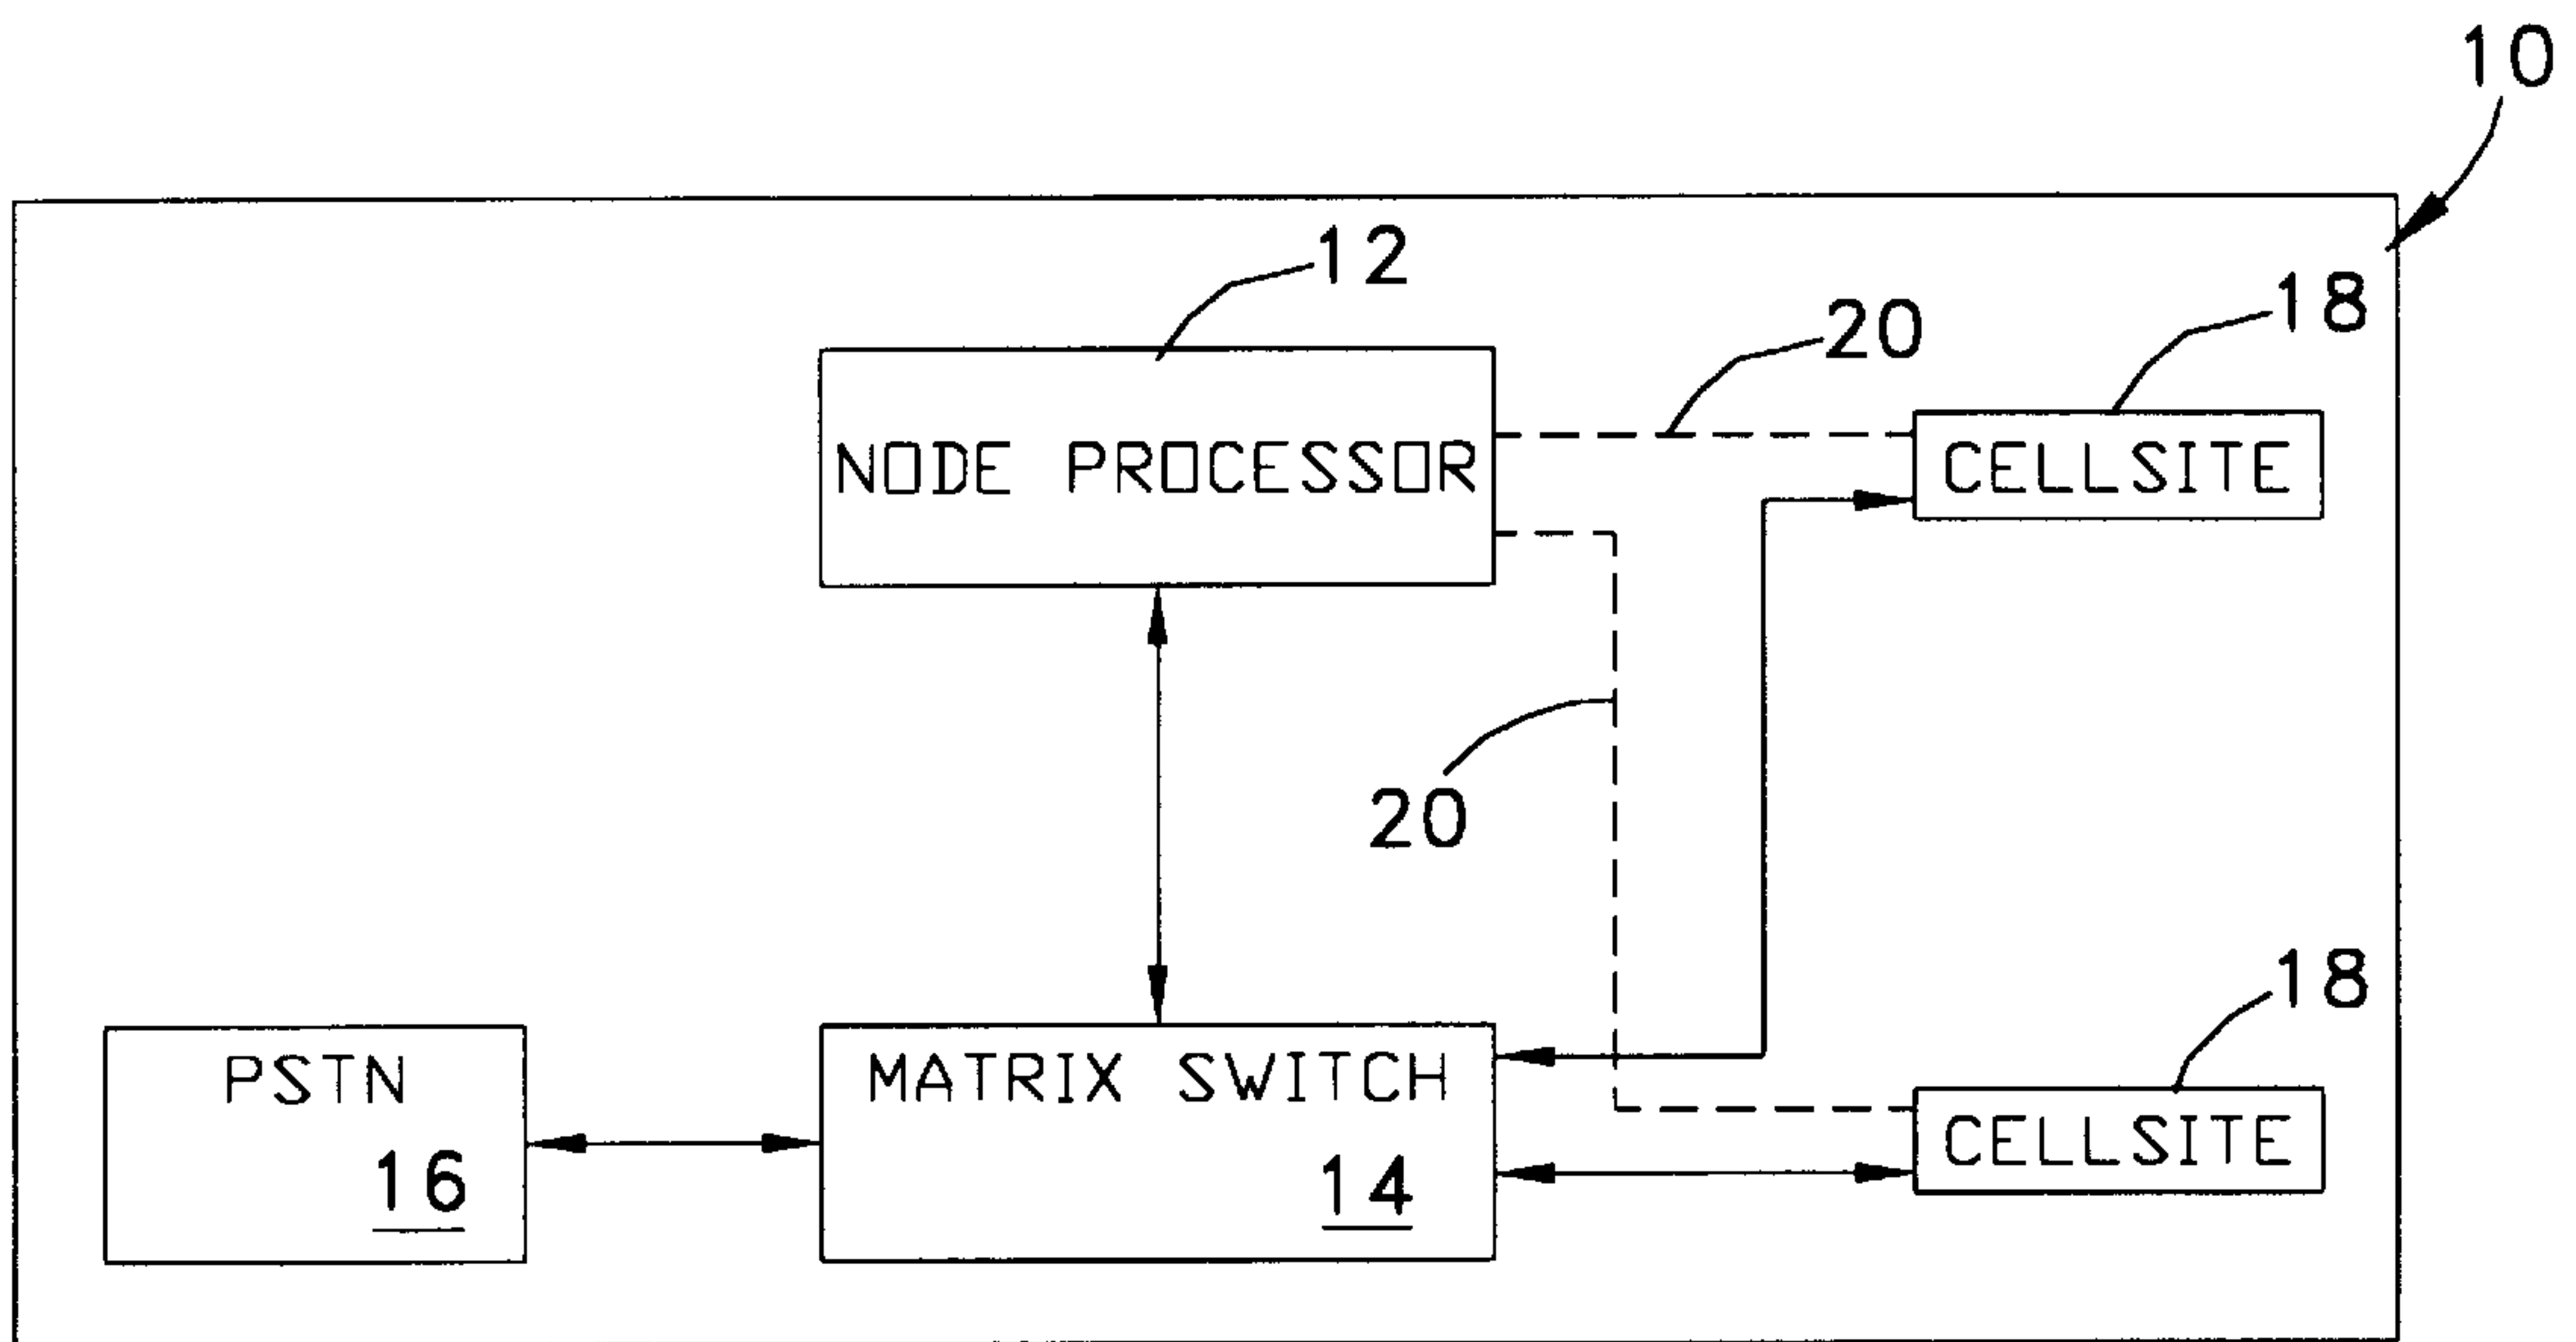 10
12
18
20
NODE PROCESSOR
CELLSITE
20
18
PSTN
MATRIX SWITCH
CELLSITE
16
14